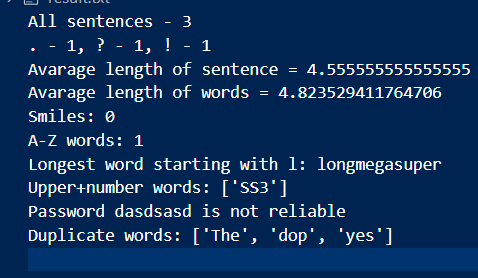 result.txt
All sentences - 3
. - 1, ? - 1, ! - 1
Avarage length of sentence = 4.555555555555555
Avarage length of words = 4.823529411764706
Smiles: 0
A-Z words: 1
Longest word starting with l: longmegasuper
Upper+number words: ['SS3']
Password dasdsasd is not reliable
Duplicate words: ['The', 'dop', 'yes']